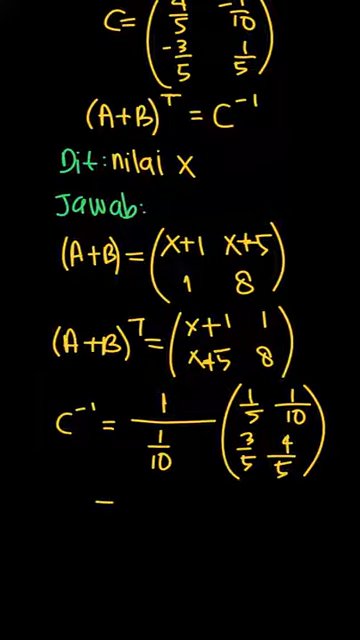 C = ( 4/5 -1/10
-3/5 1/5 )
(A+B)^T = C^-1
Dit: nilai x
Jawab:
(A+B) = ( x+1 x+5
1 8 )
(A+B)^T = ( x+1 1
x+5 8 )
C^-1 = 1 / (1/10) ( 1/5 1/10
3/5 4/5 )
=